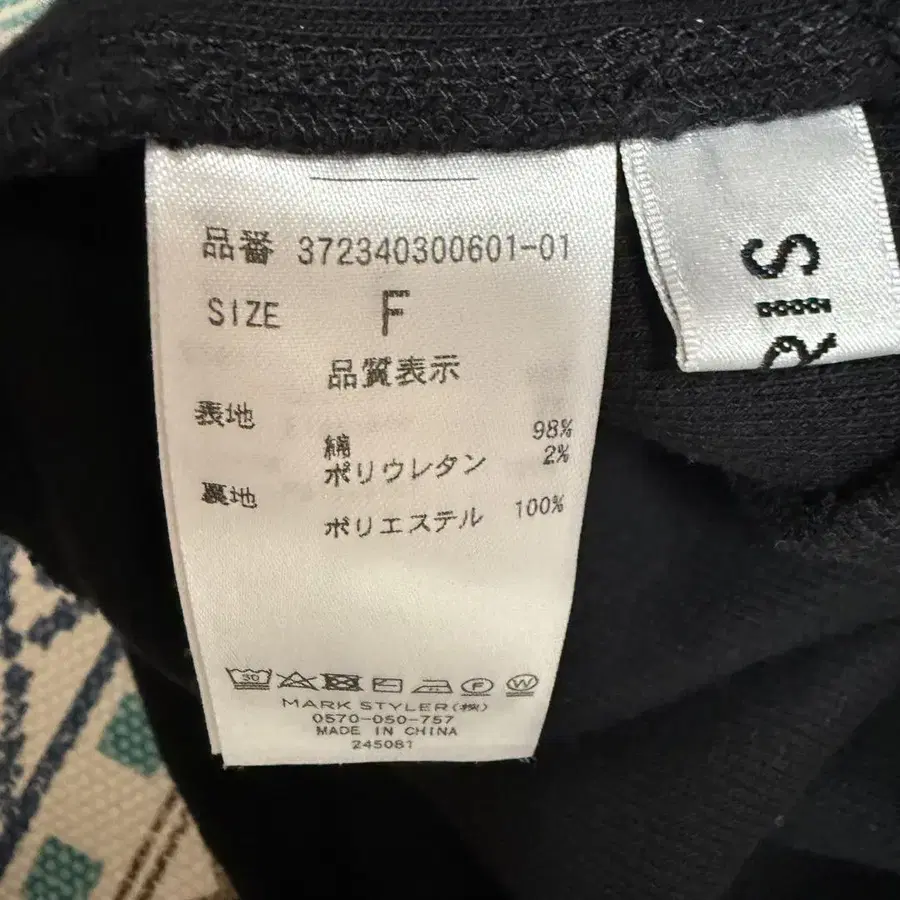 品番 372340300601-01
SIZE F
品質表示
表地
綿 98%
ポリウレタン 2%
裏地
ポリエステル 100%
30
F W
MARK STYLER(株)
0570-050-757
MADE IN CHINA
245081